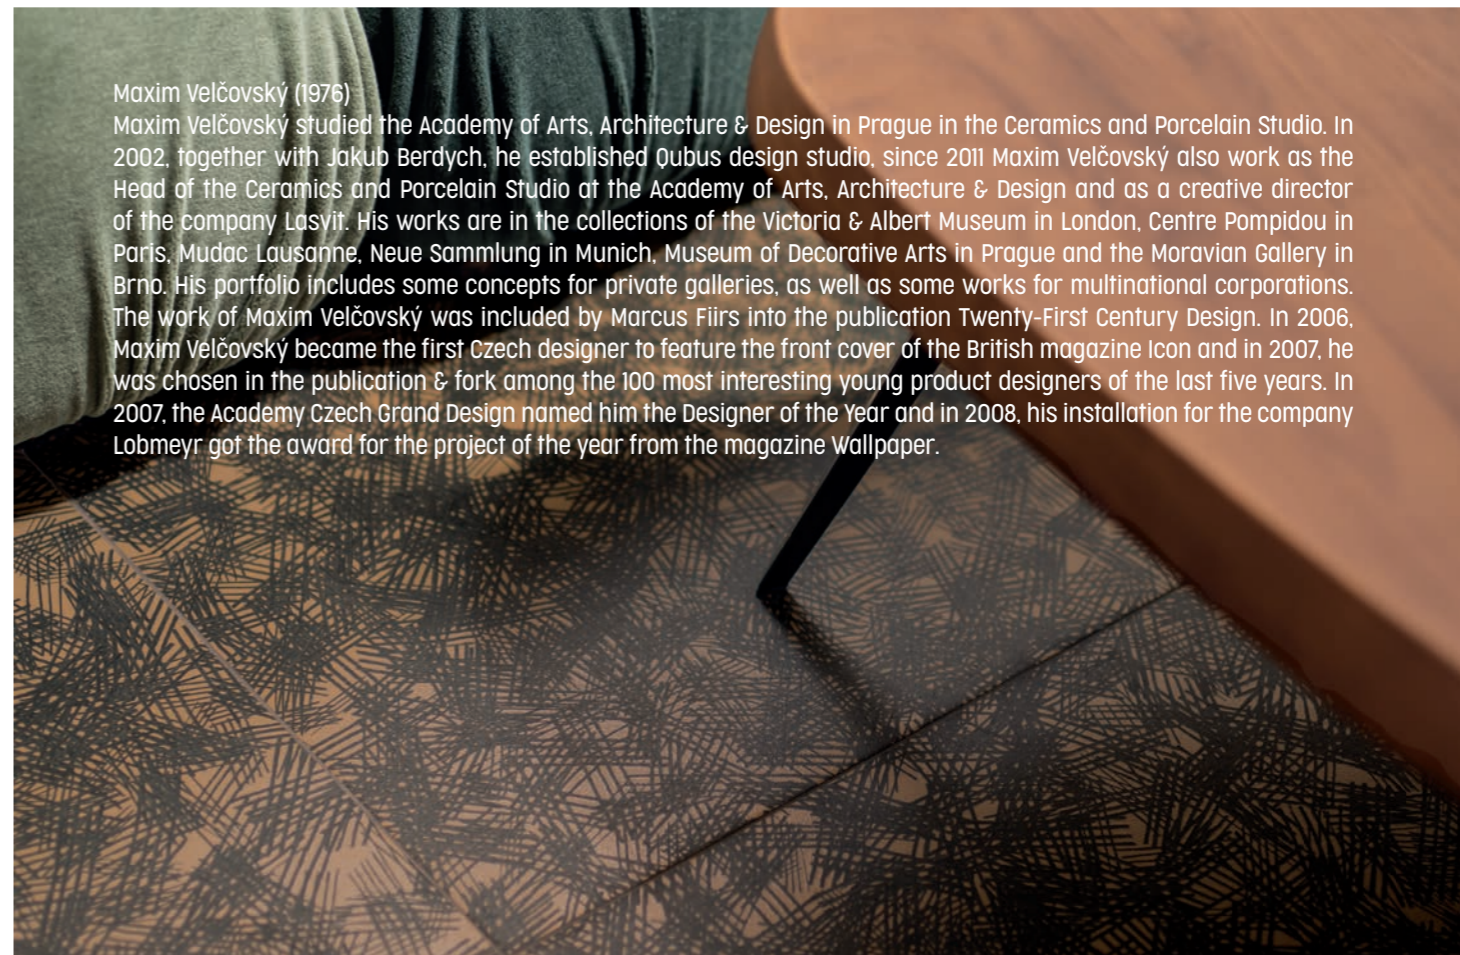 Maxim Velčovský (1976)
Maxim Velčovský studied the Academy of Arts, Architecture & Design in Prague in the Ceramics and Porcelain Studio. In
2002, together with Jakub Berdych, he established Qubus design studio, since 2011 Maxim Velčovský also work as the
Head of the Ceramics and Porcelain Studio at the Academy of Arts, Architecture & Design and as a creative director
of the company Lasvit. His works are in the collections of the Victoria & Albert Museum in London, Centre Pompidou in
Paris, Mudac Lausanne, Neue Sammlung in Munich, Museum of Decorative Arts in Prague and the Moravian Gallery in
Brno. His portfolio includes some concepts for private galleries, as well as some works for multinational corporations.
The work of Maxim Velčovský was included by Marcus Fiirs into the publication Twenty-First Century Design. In 2006,
Maxim Velčovský became the first Czech designer to feature the front cover of the British magazine Icon and in 2007, he
was chosen in the publication & fork among the 100 most interesting young product designers of the last five years. In
2007, the Academy Czech Grand Design named him the Designer of the Year and in 2008, his installation for the company
Lobmeyr got the award for the project of the year from the magazine Wallpaper.